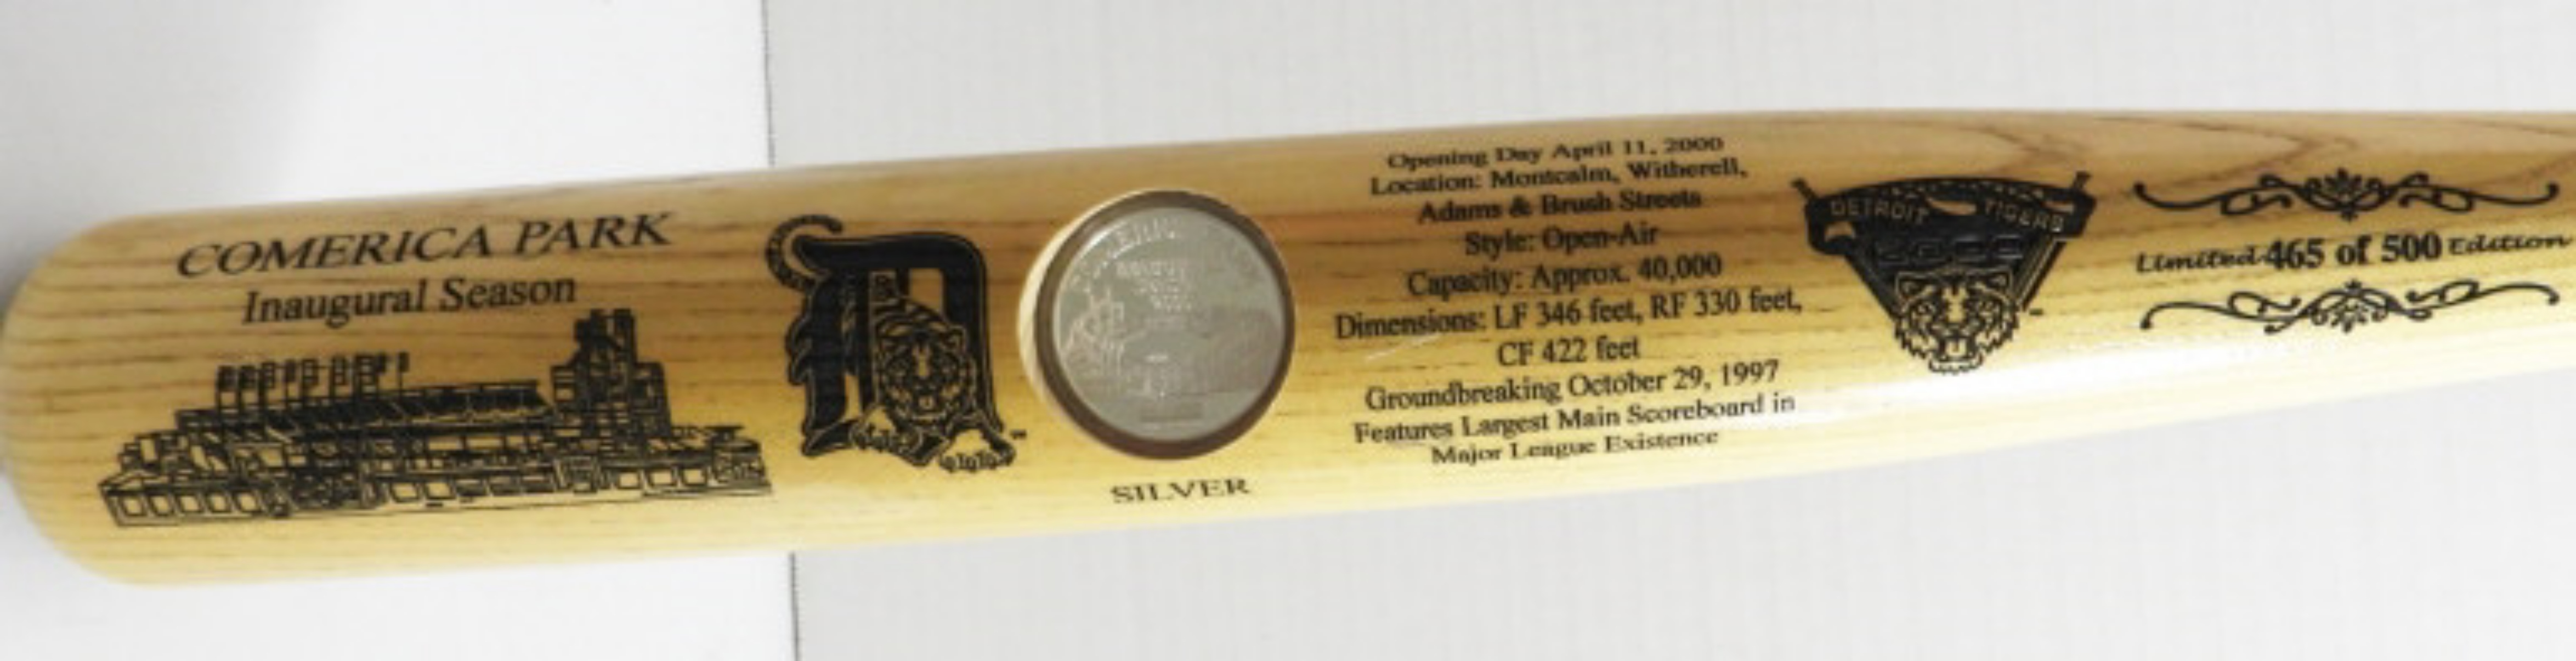 COMERICA PARK
Inaugural Season
SILVER
Opening Day April 11, 2000
Location: Montcalm, Witherell,
Adams & Brush Streets
Style: Open-Air
Capacity: Approx. 40,000
Dimensions: LF 346 feet, RF 330 feet,
CF 422 feet
Groundbreaking October 29, 1997
Features Largest Main Scoreboard in
Major League Existence
DETROIT TIGERS
2000
Limited 465 of 500 Edition